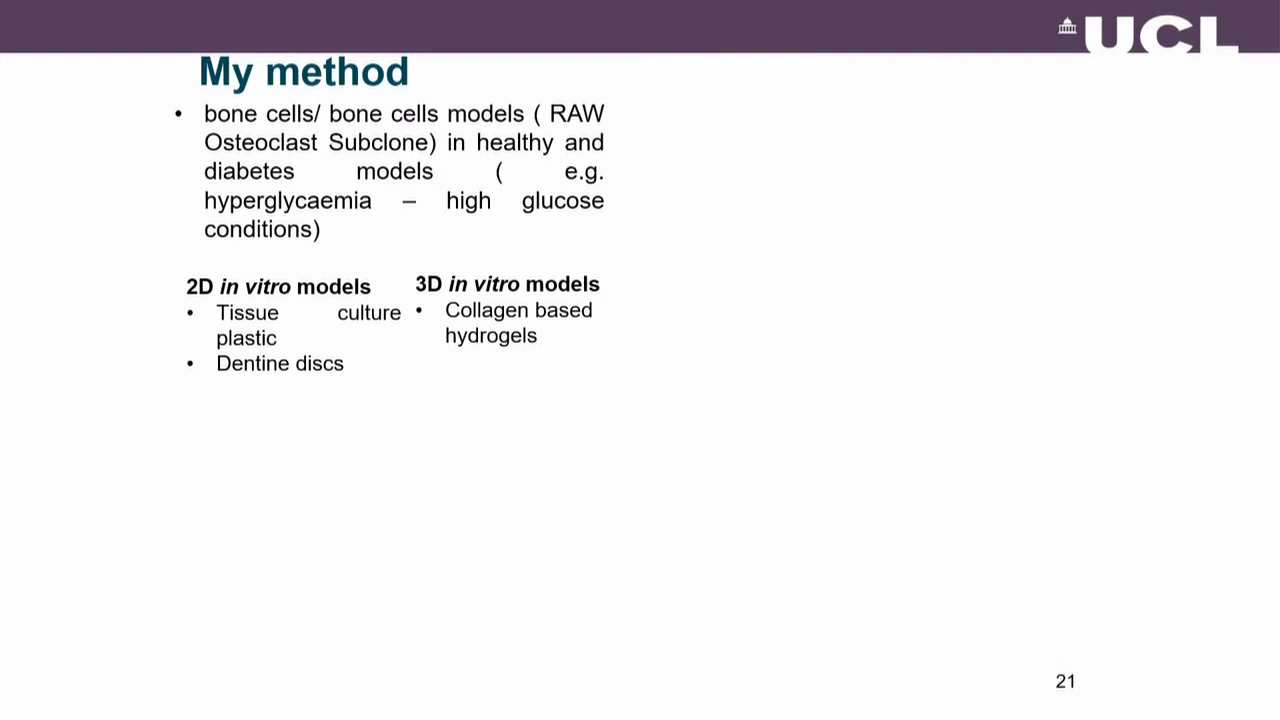 UCL
My method
• bone cells/ bone cells models ( RAW
Osteoclast Subclone) in healthy and
diabetes models ( e.g.
hyperglycaemia – high glucose
conditions)
2D in vitro models
• Tissue culture
plastic
• Dentine discs
3D in vitro models
• Collagen based
hydrogels
21